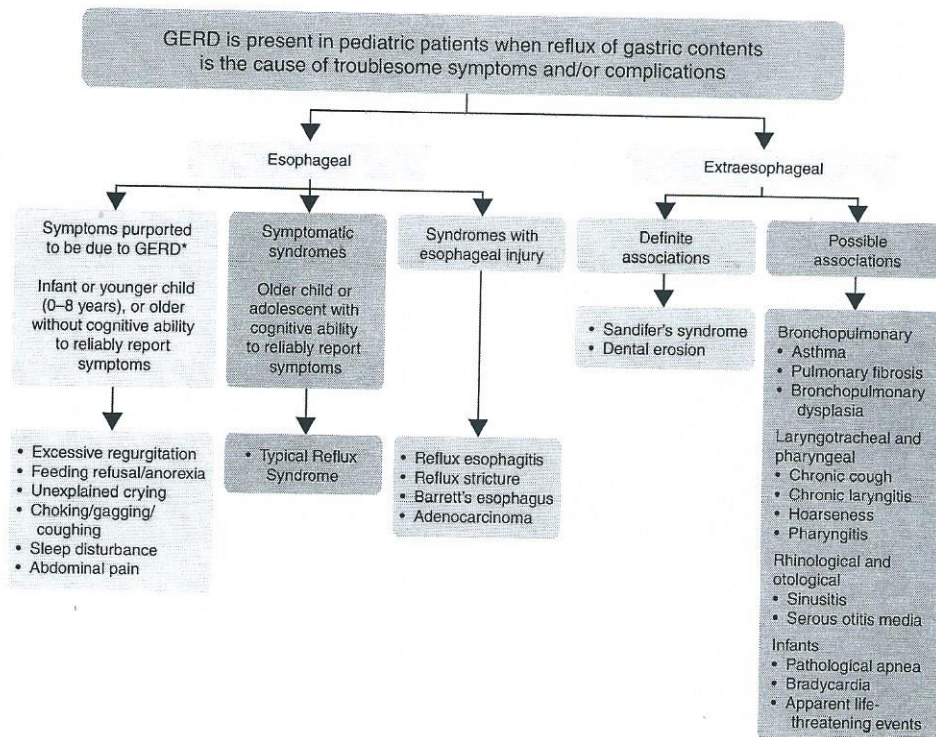 GERD is present in pediatric patients when reflux of gastric contents
is the cause of troublesome symptoms and/or complications
Esophageal
Extraesophageal
Symptoms purported
to be due to GERD*
Infant or younger child
(0–8 years), or older
without cognitive ability
to reliably report
symptoms
Symptomatic
syndromes
Older child or
adolescent with
cognitive ability
to reliably report
symptoms
Syndromes with
esophageal injury
Definite
associations
Possible
associations
• Excessive regurgitation
• Feeding refusal/anorexia
• Unexplained crying
• Choking/gagging/
coughing
• Sleep disturbance
• Abdominal pain
• Typical Reflux
Syndrome
• Reflux esophagitis
• Reflux stricture
• Barrett's esophagus
• Adenocarcinoma
• Sandifer's syndrome
• Dental erosion
Bronchopulmonary
• Asthma
• Pulmonary fibrosis
• Bronchopulmonary
dysplasia
Laryngotracheal and
pharyngeal
• Chronic cough
• Chronic laryngitis
• Hoarseness
• Pharyngitis
Rhinological and
otological
• Sinusitis
• Serous otitis media
Infants
• Pathological apnea
• Bradycardia
• Apparent life-
threatening events